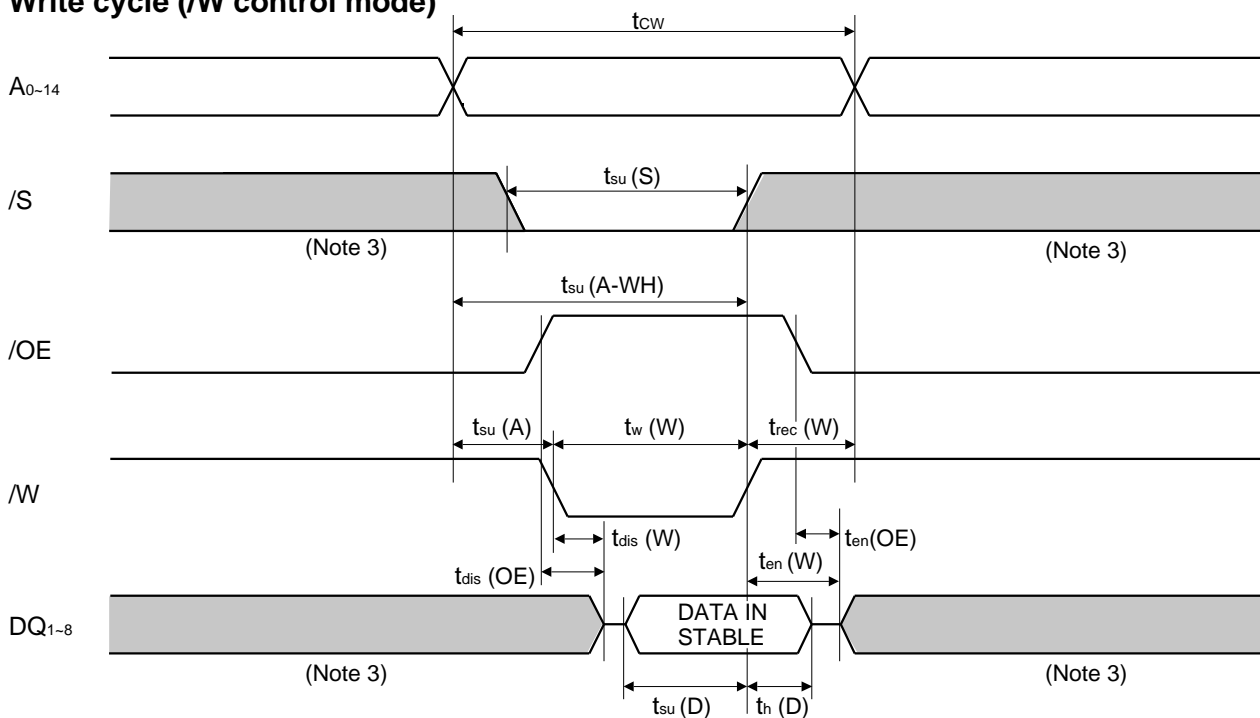 Write cycle (/W control mode)
tCW
A0~14
/S
tsu (S)
(Note 3)
(Note 3)
tsu (A-WH)
/OE
tsu (A)
tw (W)
trec (W)
/W
tdis (W)
ten(OE)
tdis (OE)
ten (W)
DQ1~8
DATA IN
STABLE
(Note 3)
(Note 3)
tsu (D)
th (D)